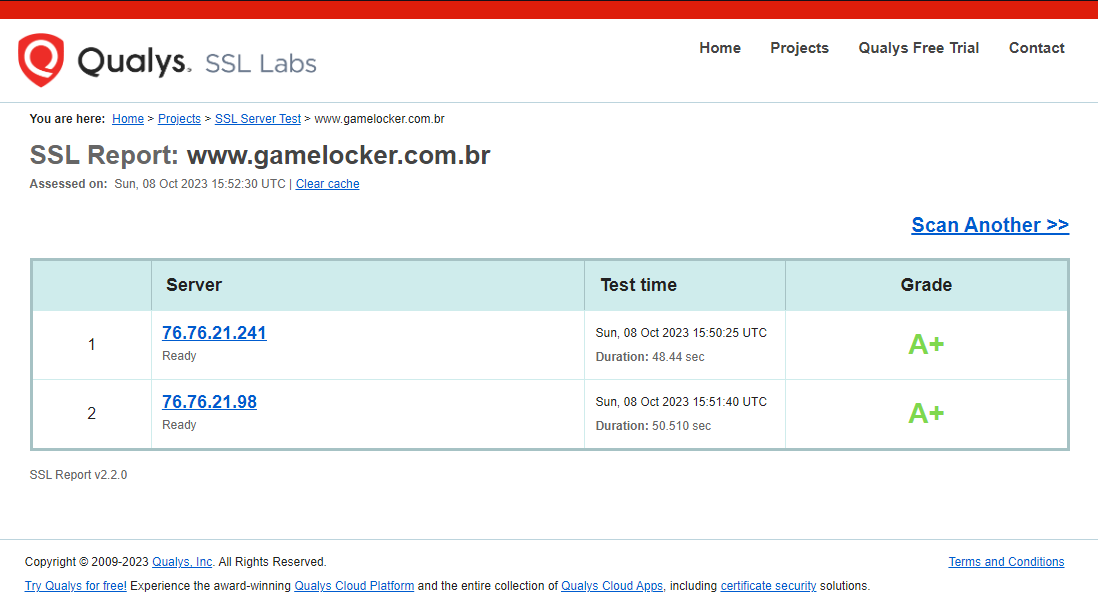 Qualys. SSL Labs
Home Projects Qualys Free Trial Contact
You are here: Home > Projects > SSL Server Test > www.gamelocker.com.br
SSL Report: www.gamelocker.com.br
Assessed on: Sun, 08 Oct 2023 15:52:30 UTC | Clear cache
Scan Another >>
Server Test time Grade
1 76.76.21.241 Ready Sun, 08 Oct 2023 15:50:25 UTC Duration: 48.44 sec A+
2 76.76.21.98 Ready Sun, 08 Oct 2023 15:51:40 UTC Duration: 50.510 sec A+
SSL Report v2.2.0
Copyright © 2009-2023 Qualys, Inc. All Rights Reserved. Terms and Conditions
Try Qualys for free! Experience the award-winning Qualys Cloud Platform and the entire collection of Qualys Cloud Apps, including certificate security solutions.